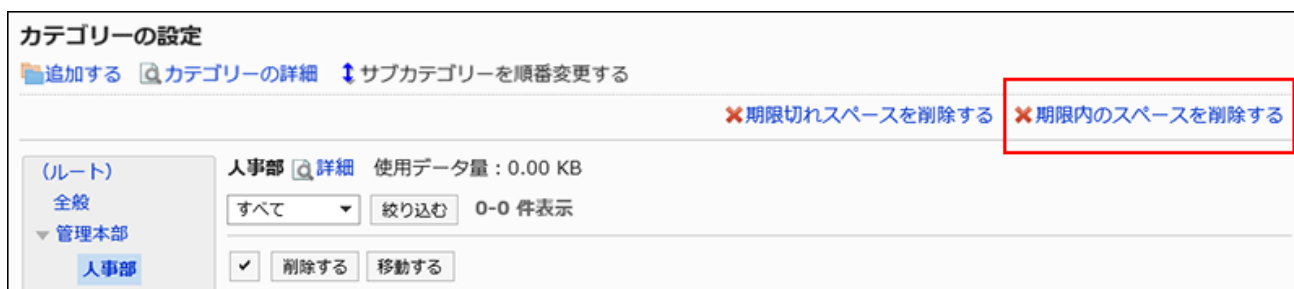 カテゴリーの設定
追加する カテゴリーの詳細 サブカテゴリーを順番変更する
期限切れスペースを削除する 期限内のスペースを削除する
(ルート)
全般
管理本部
人事部
人事部 詳細 使用データ量：0.00 KB
すべて 絞り込む 0-0 件表示
削除する 移動する